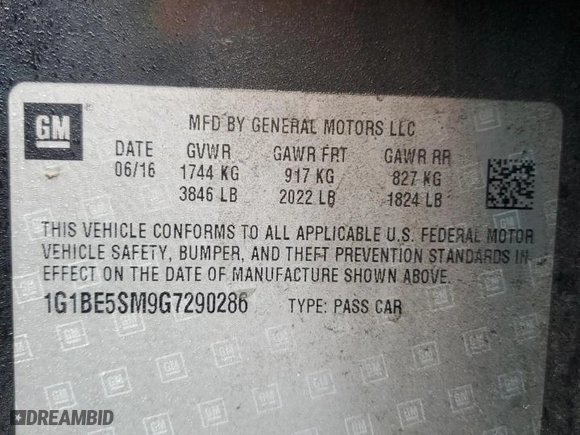 GM
MFD BY GENERAL MOTORS LLC
DATE GVWR GAWR FRT GAWR RR
06/16 1744 KG 917 KG 827 KG
3846 LB 2022 LB 1824 LB
THIS VEHICLE CONFORMS TO ALL APPLICABLE U.S. FEDERAL MOTOR
VEHICLE SAFETY, BUMPER, AND THEFT PREVENTION STANDARDS IN
EFFECT ON THE DATE OF MANUFACTURE SHOWN ABOVE.
1G1BE5SM9G7290286 TYPE: PASS CAR
DREAMBID